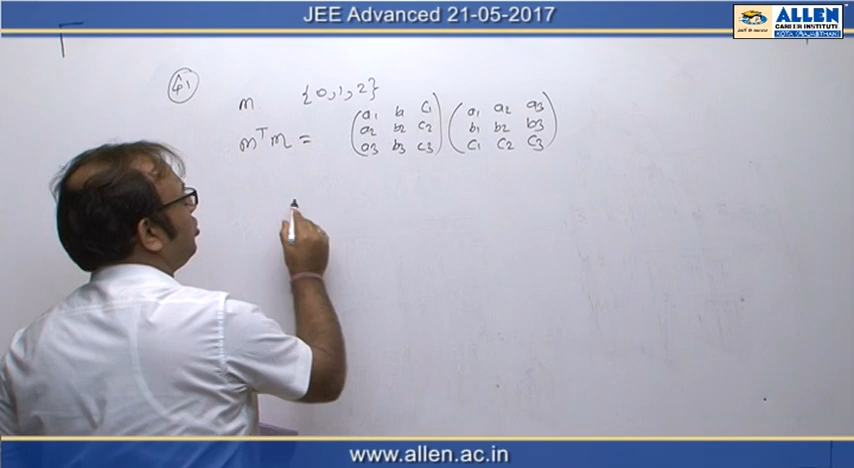 JEE Advanced 21-05-2017
ALLEN
CAREER INSTITUTE
KOTA (RAJASTHAN)
41
M {0,1,2}
MᵀM = (a1 b1 c1 (a1 a2 a3
a2 b2 c2 b1 b2 b3
a3 b3 c3) c1 c2 c3)
www.allen.ac.in